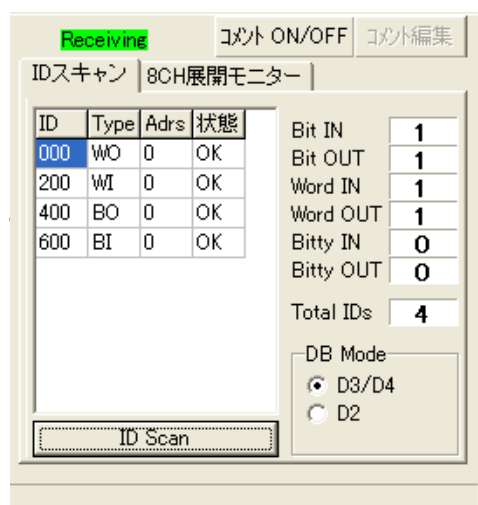 Receiving コメント ON/OFF コメント編集
IDスキャン 8CH展開モニター
ID Type Adrs 状態
000 WO 0 OK
200 WI 0 OK
400 BO 0 OK
600 BI 0 OK
ID Scan
Bit IN 1
Bit OUT 1
Word IN 1
Word OUT 1
Bitty IN 0
Bitty OUT 0
Total IDs 4
DB Mode
D3/D4
D2